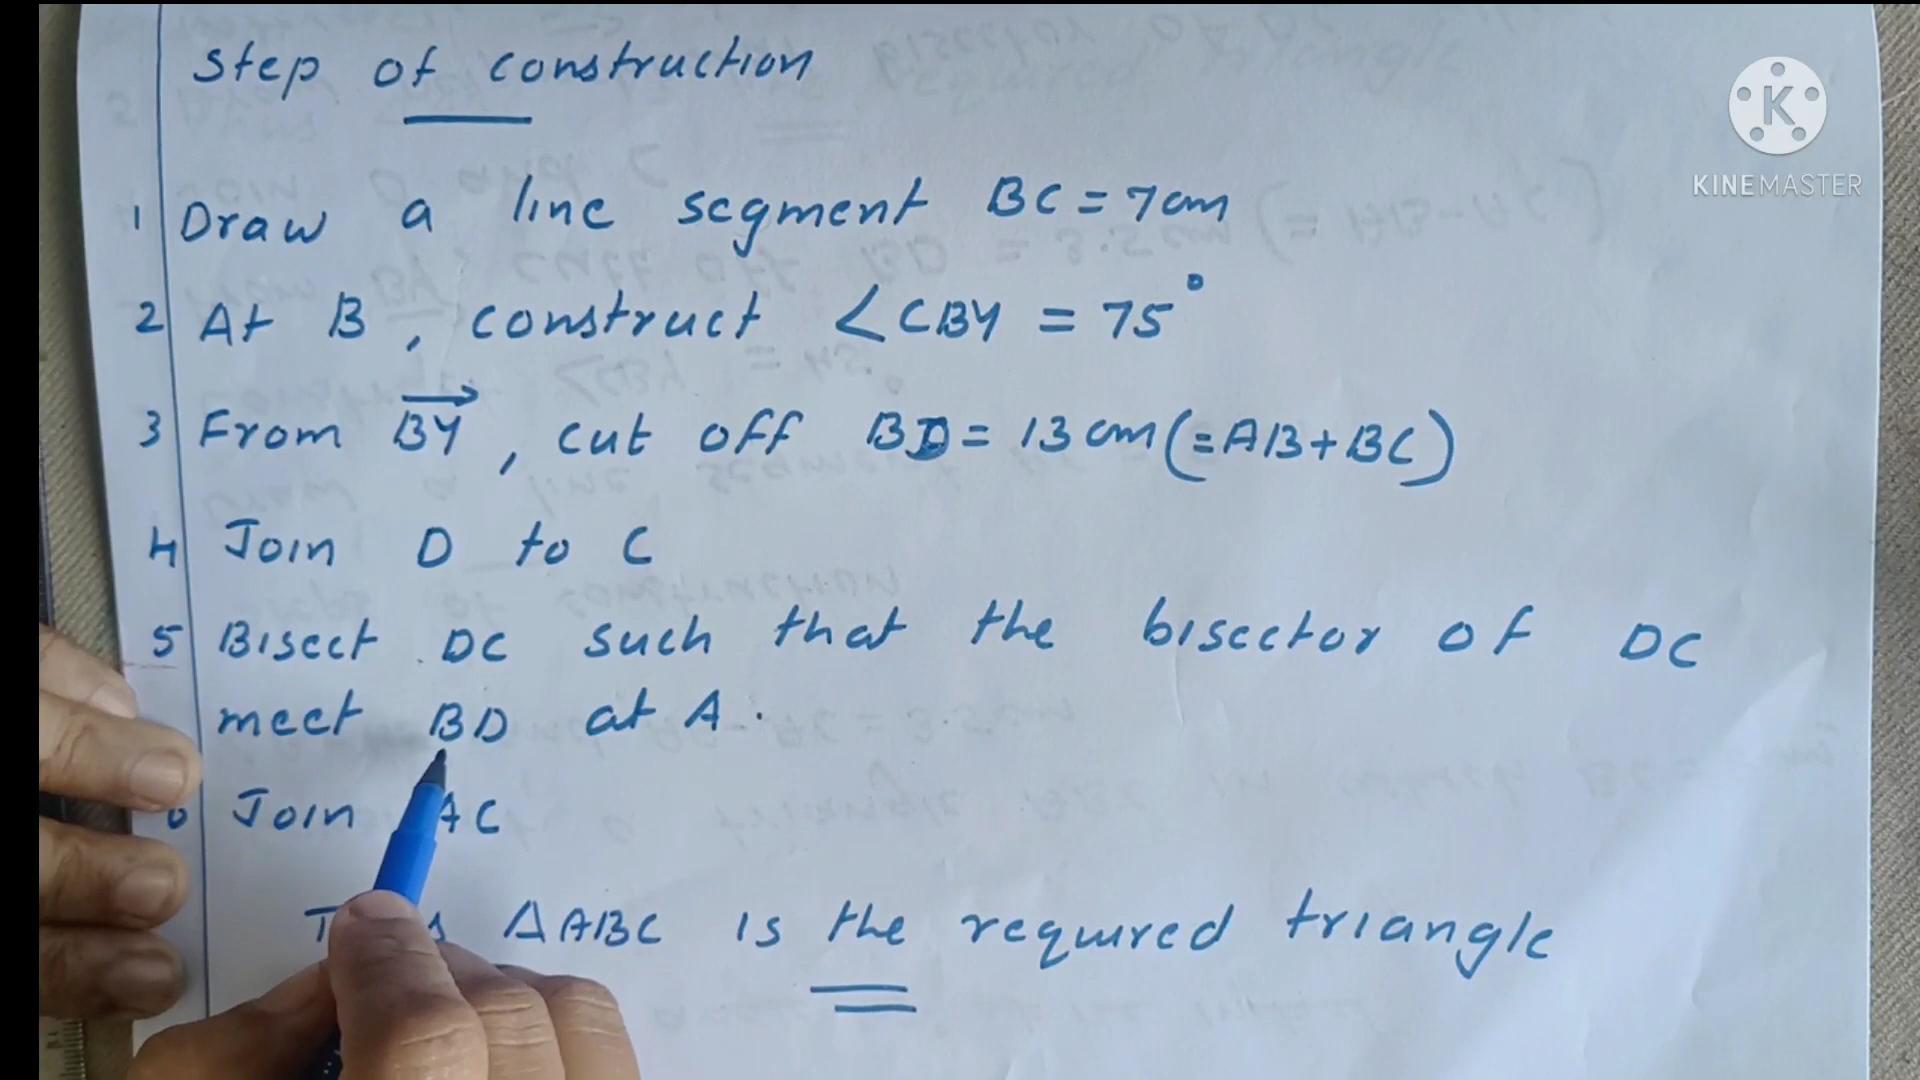 Step of construction
KINEMASTER
1 Draw a line segment BC = 7cm
2 At B, construct <CBY = 75°
3 From BY, cut off BD = 13 cm (= AB + BC)
4 Join D to C
5 Bisect DC such that the bisector of DC
meet BD at A.
Join AC
ΔABC is the required triangle